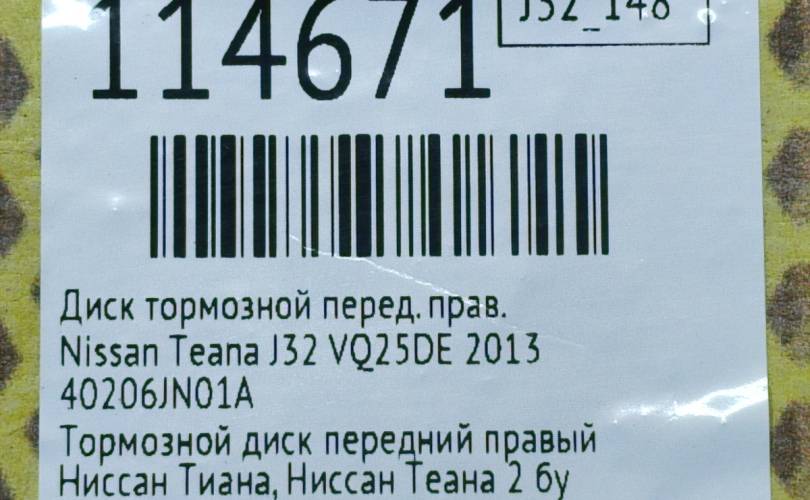 114671
J32_148
Диск тормозной перед. прав.
Nissan Teana J32 VQ25DE 2013
40206JN01A
Тормозной диск передний правый
Ниссан Тиана, Ниссан Теана 2 бу